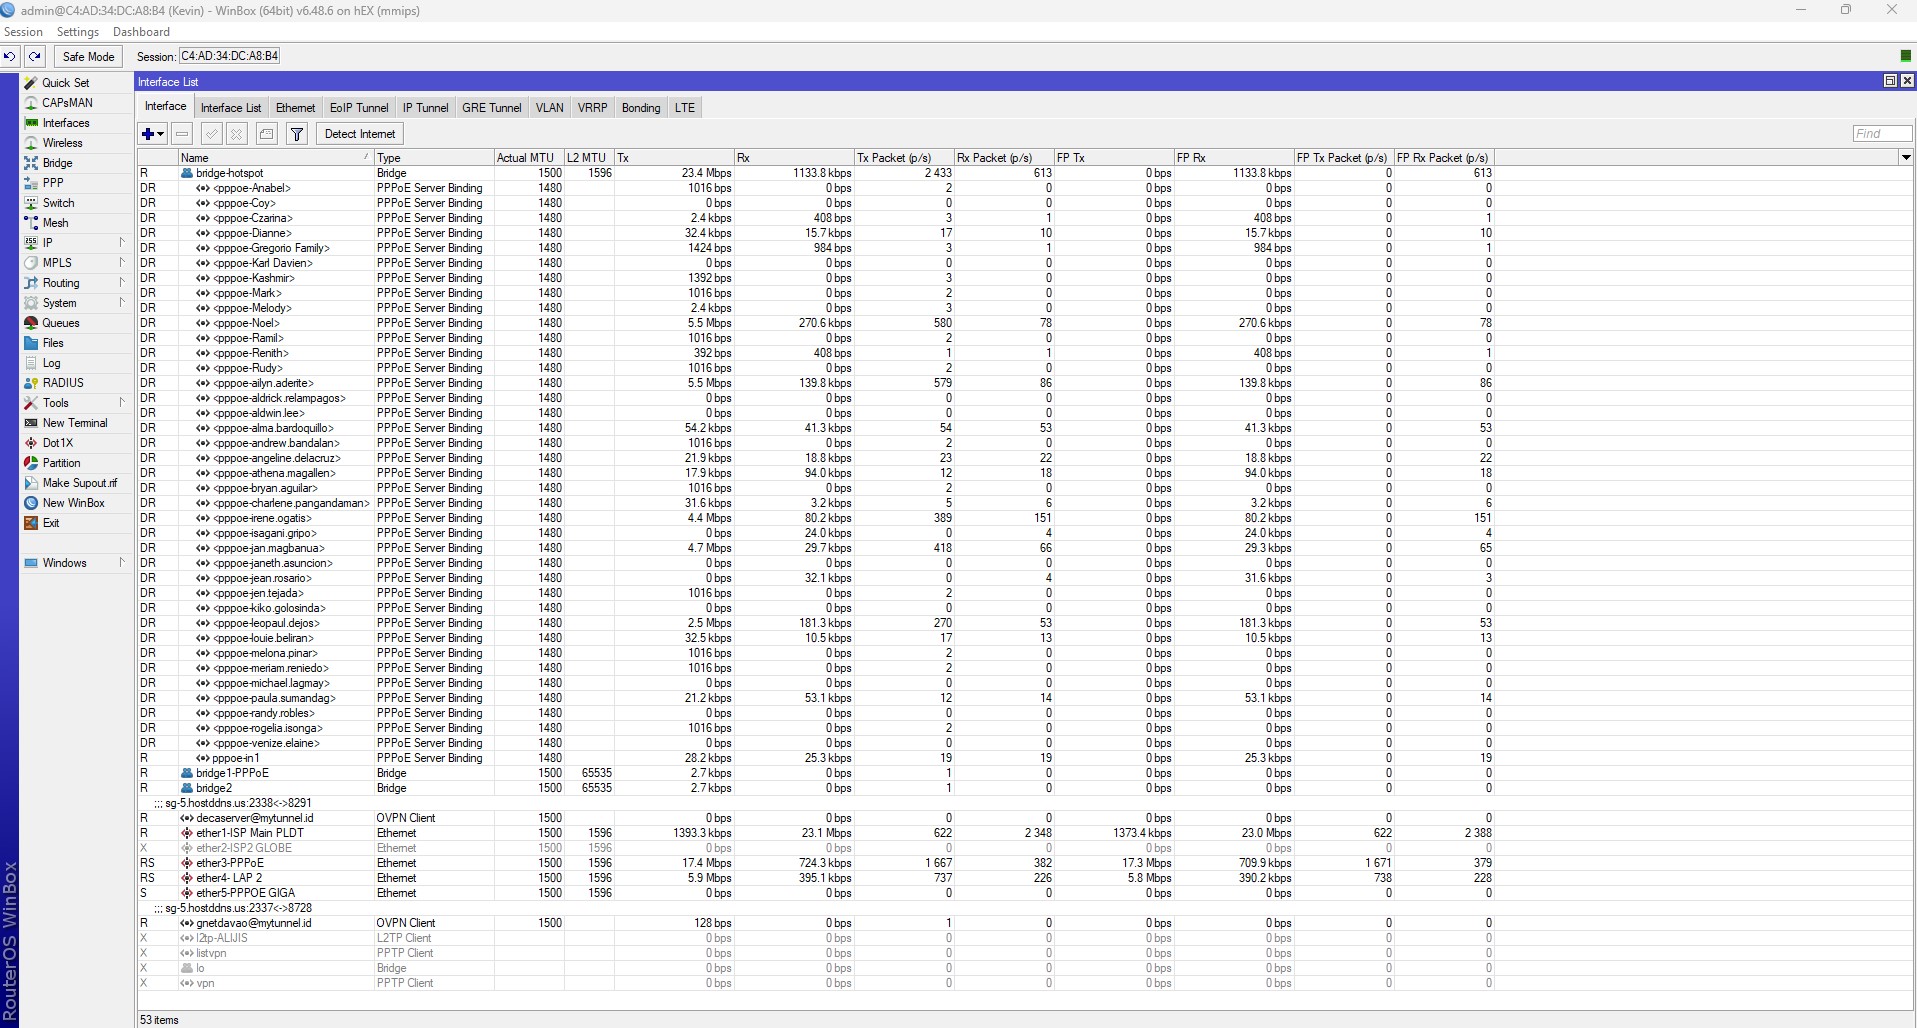 admin@C4:AD:34:DC:A8:B4 (Kevin) - WinBox (64bit) v6.48.6 on hEX (mmips)
Session Settings Dashboard
Safe Mode Session: C4:AD:34:DC:A8:B4
Quick Set
CAPsMAN
Interfaces
Wireless
Bridge
PPP
Switch
Mesh
IP
MPLS
Routing
System
Queues
Files
Log
RADIUS
Tools
New Terminal
Dot1X
Partition
Make Supout.rif
New WinBox
Exit
Windows
RouterOS WinBox
Interface List
Interface Interface List Ethernet EoIP Tunnel IP Tunnel GRE Tunnel VLAN VRRP Bonding LTE
Detect Internet Find
Name Type Actual MTU L2 MTU Tx Rx Tx Packet (p/s) Rx Packet (p/s) FP Tx FP Rx FP Tx Packet (p/s) FP Rx Packet (p/s)
R bridge-hotspot Bridge 1500 1596 23.4 Mbps 1133.8 kbps 2 433 613 0 bps 1133.8 kbps 0 613
DR <pppoe-Anabel> PPPoE Server Binding 1480 1016 bps 0 bps 2 0 0 bps 0 bps 0 0
DR <pppoe-Coy> PPPoE Server Binding 1480 0 bps 0 bps 0 0 0 bps 0 bps 0 0
DR <pppoe-Czarina> PPPoE Server Binding 1480 2.4 kbps 408 bps 3 1 0 bps 408 bps 0 1
DR <pppoe-Dianne> PPPoE Server Binding 1480 32.4 kbps 15.7 kbps 17 10 0 bps 15.7 kbps 0 10
DR <pppoe-Gregorio Family> PPPoE Server Binding 1480 1424 bps 984 bps 3 1 0 bps 984 bps 0 1
DR <pppoe-Karl Davien> PPPoE Server Binding 1480 0 bps 0 bps 0 0 0 bps 0 bps 0 0
DR <pppoe-Kashmir> PPPoE Server Binding 1480 1392 bps 0 bps 3 0 0 bps 0 bps 0 0
DR <pppoe-Mark> PPPoE Server Binding 1480 1016 bps 0 bps 2 0 0 bps 0 bps 0 0
DR <pppoe-Melody> PPPoE Server Binding 1480 2.4 kbps 0 bps 3 0 0 bps 0 bps 0 0
DR <pppoe-Noel> PPPoE Server Binding 1480 5.5 Mbps 270.6 kbps 580 78 0 bps 270.6 kbps 0 78
DR <pppoe-Ramil> PPPoE Server Binding 1480 1016 bps 0 bps 2 0 0 bps 0 bps 0 0
DR <pppoe-Renith> PPPoE Server Binding 1480 392 bps 408 bps 1 1 0 bps 408 bps 0 1
DR <pppoe-Rudy> PPPoE Server Binding 1480 1016 bps 0 bps 2 0 0 bps 0 bps 0 0
DR <pppoe-ailyn.aderite> PPPoE Server Binding 1480 5.5 Mbps 139.8 kbps 579 86 0 bps 139.8 kbps 0 86
DR <pppoe-aldrick.relampagos> PPPoE Server Binding 1480 0 bps 0 bps 0 0 0 bps 0 bps 0 0
DR <pppoe-aldwin.lee> PPPoE Server Binding 1480 0 bps 0 bps 0 0 0 bps 0 bps 0 0
DR <pppoe-alma.bardoquillo> PPPoE Server Binding 1480 54.2 kbps 41.3 kbps 54 53 0 bps 41.3 kbps 0 53
DR <pppoe-andrew.bandalan> PPPoE Server Binding 1480 1016 bps 0 bps 2 0 0 bps 0 bps 0 0
DR <pppoe-angeline.delacruz> PPPoE Server Binding 1480 21.9 kbps 18.8 kbps 23 22 0 bps 18.8 kbps 0 22
DR <pppoe-athena.magallen> PPPoE Server Binding 1480 17.9 kbps 94.0 kbps 12 18 0 bps 94.0 kbps 0 18
DR <pppoe-bryan.aguilar> PPPoE Server Binding 1480 1016 bps 0 bps 2 0 0 bps 0 bps 0 0
DR <pppoe-charlene.pangandaman> PPPoE Server Binding 1480 31.6 kbps 3.2 kbps 5 6 0 bps 3.2 kbps 0 6
DR <pppoe-irene.ogatis> PPPoE Server Binding 1480 4.4 Mbps 80.2 kbps 389 151 0 bps 80.2 kbps 0 151
DR <pppoe-isagani.gripo> PPPoE Server Binding 1480 0 bps 24.0 kbps 0 4 0 bps 24.0 kbps 0 4
DR <pppoe-jan.magbanua> PPPoE Server Binding 1480 4.7 Mbps 29.7 kbps 418 66 0 bps 29.3 kbps 0 65
DR <pppoe-janeth.asuncion> PPPoE Server Binding 1480 0 bps 0 bps 0 0 0 bps 0 bps 0 0
DR <pppoe-jean.rosario> PPPoE Server Binding 1480 0 bps 32.1 kbps 0 4 0 bps 31.6 kbps 0 3
DR <pppoe-jen.tejada> PPPoE Server Binding 1480 1016 bps 0 bps 2 0 0 bps 0 bps 0 0
DR <pppoe-kiko.golosinda> PPPoE Server Binding 1480 0 bps 0 bps 0 0 0 bps 0 bps 0 0
DR <pppoe-leopaul.dejos> PPPoE Server Binding 1480 2.5 Mbps 181.3 kbps 270 53 0 bps 181.3 kbps 0 53
DR <pppoe-louie.beliran> PPPoE Server Binding 1480 32.5 kbps 10.5 kbps 17 13 0 bps 10.5 kbps 0 13
DR <pppoe-melona.pinar> PPPoE Server Binding 1480 1016 bps 0 bps 2 0 0 bps 0 bps 0 0
DR <pppoe-meriam.reniedo> PPPoE Server Binding 1480 1016 bps 0 bps 2 0 0 bps 0 bps 0 0
DR <pppoe-michael.lagmay> PPPoE Server Binding 1480 0 bps 0 bps 0 0 0 bps 0 bps 0 0
DR <pppoe-paula.sumandag> PPPoE Server Binding 1480 21.2 kbps 53.1 kbps 12 14 0 bps 53.1 kbps 0 14
DR <pppoe-randy.robles> PPPoE Server Binding 1480 0 bps 0 bps 0 0 0 bps 0 bps 0 0
DR <pppoe-rogelia.isonga> PPPoE Server Binding 1480 1016 bps 0 bps 2 0 0 bps 0 bps 0 0
DR <pppoe-venize.elaine> PPPoE Server Binding 1480 0 bps 0 bps 0 0 0 bps 0 bps 0 0
R pppoe-in1 PPPoE Server Binding 1480 28.2 kbps 25.3 kbps 19 19 0 bps 25.3 kbps 0 19
R bridge1-PPPoE Bridge 1500 65535 2.7 kbps 0 bps 1 0 0 bps 0 bps 0 0
R bridge2 Bridge 1500 65535 2.7 kbps 0 bps 1 0 0 bps 0 bps 0 0
;;; sg-5.hostddns.us:2338<->8291
R decaserver@mytunnel.id OVPN Client 1500 0 bps 0 bps 0 0 0 bps 0 bps 0 0
R ether1-ISP Main PLDT Ethernet 1500 1596 1393.3 kbps 23.1 Mbps 622 2 348 1373.4 kbps 23.0 Mbps 622 2 388
X ether2-ISP2 GLOBE Ethernet 1500 1596 0 bps 0 bps 0 0 0 bps 0 bps 0 0
RS ether3-PPPoE Ethernet 1500 1596 17.4 Mbps 724.3 kbps 1 667 382 17.3 Mbps 709.9 kbps 1 671 379
RS ether4- LAP 2 Ethernet 1500 1596 5.9 Mbps 395.1 kbps 737 226 5.8 Mbps 390.2 kbps 738 228
S ether5-PPPOE GIGA Ethernet 1500 1596 0 bps 0 bps 0 0 0 bps 0 bps 0 0
;;; sg-5.hostddns.us:2337<->8728
R gnetdavao@mytunnel.id OVPN Client 1500 128 bps 0 bps 1 0 0 bps 0 bps 0 0
X l2tp-ALIJIS L2TP Client 0 bps 0 bps 0 0 0 bps 0 bps 0 0
X listvpn PPTP Client 0 bps 0 bps 0 0 0 bps 0 bps 0 0
X lo Bridge 0 bps 0 bps 0 0 0 bps 0 bps 0 0
X vpn PPTP Client 0 bps 0 bps 0 0 0 bps 0 bps 0 0
53 items